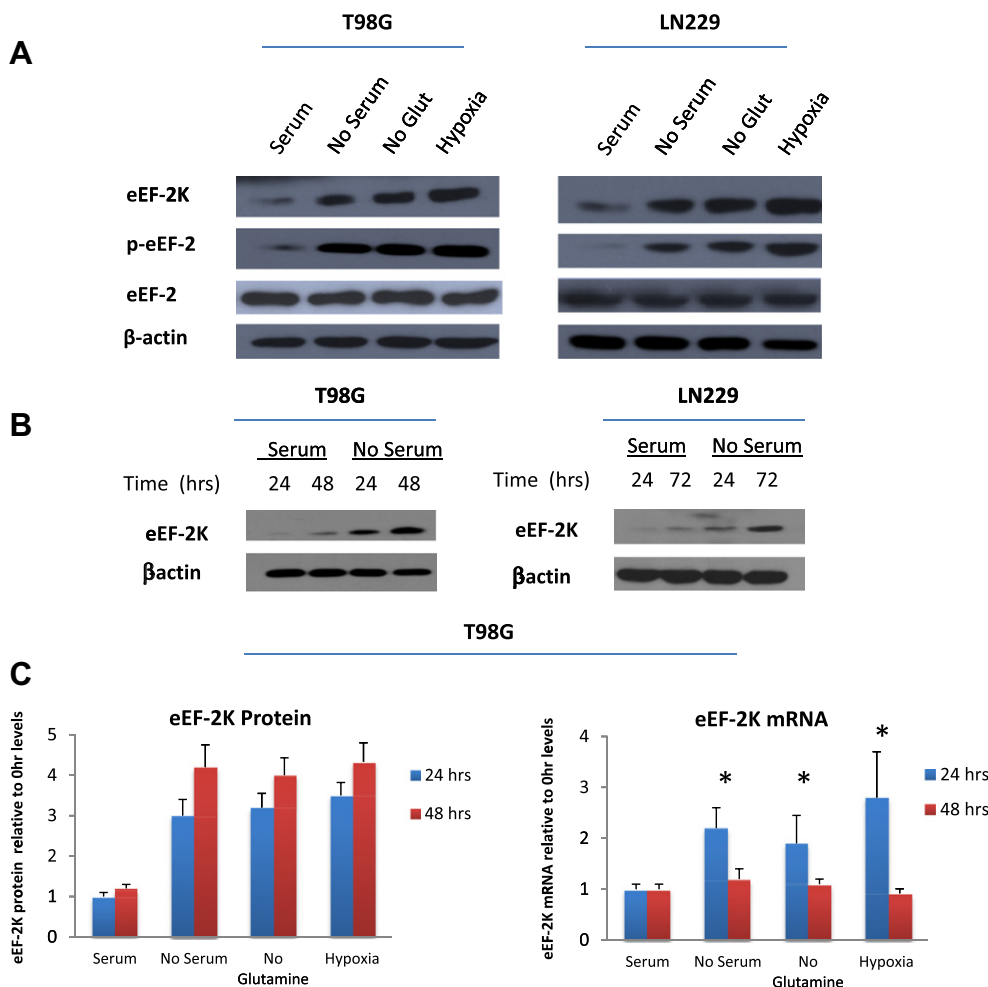 T98G LN229
A
Serum No Serum No Glut Hypoxia Serum No Serum No Glut Hypoxia
eEF-2K
p-eEF-2
eEF-2
β-actin
T98G LN229
B
Serum No Serum Serum No Serum
Time (hrs) 24 48 24 48 Time (hrs) 24 72 24 72
eEF-2K eEF-2K
βactin βactin
T98G
C
eEF-2K Protein
eEF-2K protein relative to 0hr levels
5
4
3
2
1
0
Serum No Serum No Glutamine Hypoxia
24 hrs
48 hrs
eEF-2K mRNA
eEF-2K mRNA relative to 0hr levels
4
3
2
1
0
* * *
Serum No Serum No Glutamine Hypoxia
24 hrs
48 hrs